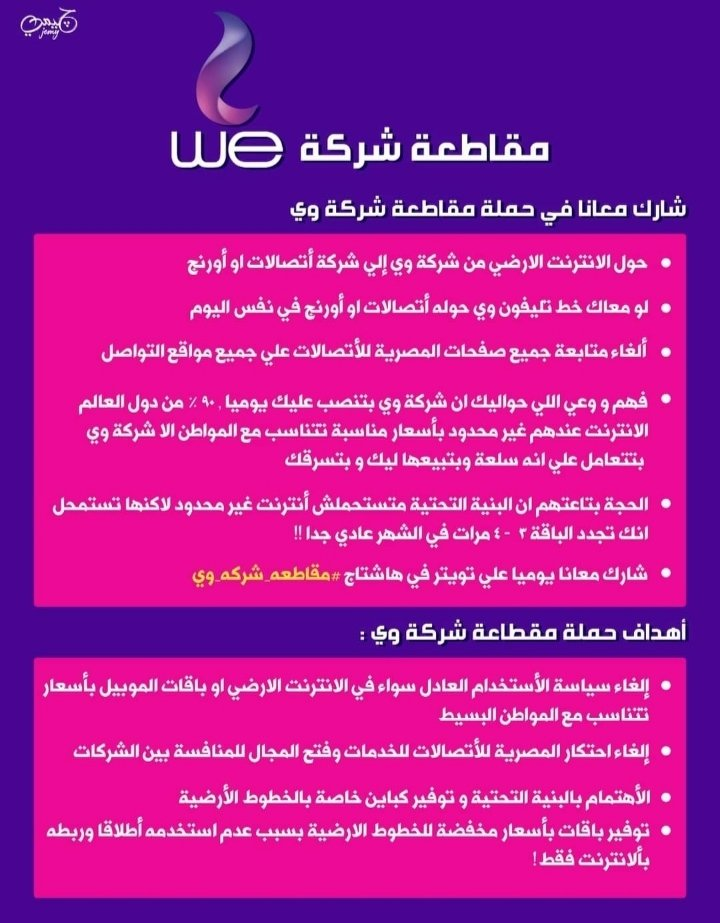 چيمي
jemy
مقاطعة شركة we
شارك معانا في حملة مقاطعة شركة وي
• حول الانترنت الارضي من شركة وي إلي شركة أتصالات او أورنچ
• لو معاك خط تليفون وي حوله أتصالات او أورنچ في نفس اليوم
• ألغاء متابعة جميع صفحات المصرية للأتصالات علي جميع مواقع التواصل
• فهم و وعي اللي حواليك ان شركة وي بتنصب عليك يوميا , ٩٠ ٪ من دول العالم
الانترنت عندهم غير محدود بأسعار مناسبة تتناسب مع المواطن الا شركة وي
بتتعامل علي انه سلعة وبتبيعها ليك و بتسرقك
• الحجة بتاعتهم ان البنية التحتية متستحملش أنترنت غير محدود لاكنها تستمحل
انك تجدد الباقة ٣ - ٤ مرات في الشهر عادي جدا !!
• شارك معانا يوميا علي تويتر في هاشتاج #مقاطعه_شركه_وي
أهداف حملة مقطاعة شركة وي :
• إلغاء سياسة الأستخدام العادل سواء في الانترنت الارضي او باقات الموبيل بأسعار
تتناسب مع المواطن البسيط
• إلغاء احتكار المصرية للأتصالات للخدمات وفتح المجال للمنافسة بين الشركات
• الأهتمام بالبنية التحتية و توفير كباين خاصة بالخطوط الأرضية
• توفير باقات بأسعار مخفضة للخطوط الارضية بسبب عدم استخدمه أطلاقا وربطه
بألانترنت فقط !